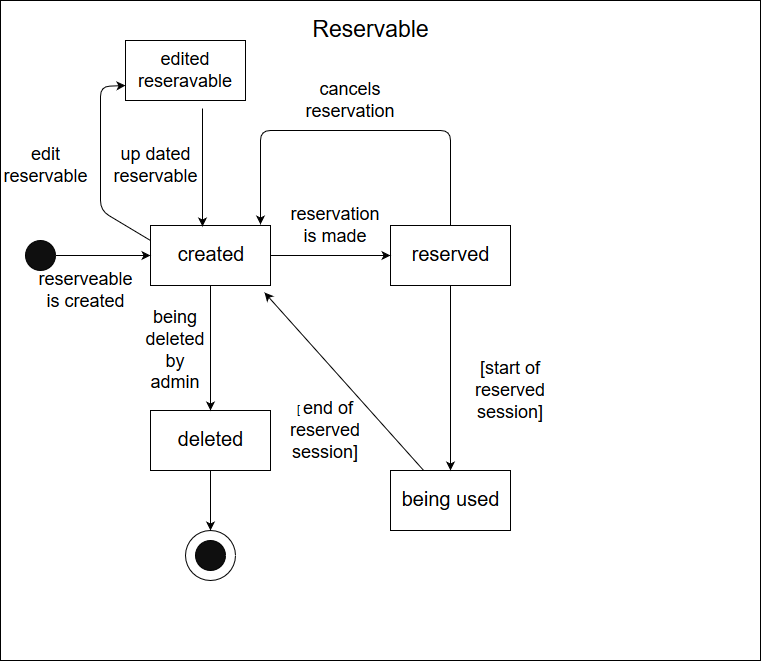 Reservable
edited
reseravable
cancels
reservation
edit
reservable
up dated
reservable
reservation
is made
created
reserved
reserveable
is created
being
deleted
by
admin
[start of
reserved
session]
[end of
reserved
session]
deleted
being used